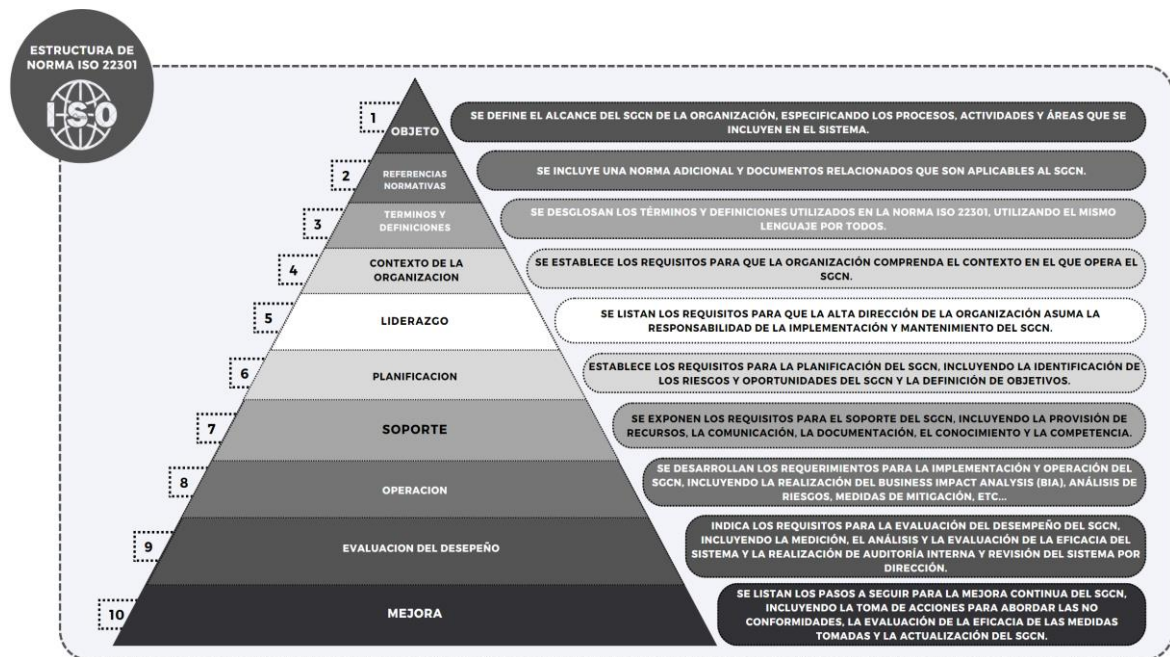 ESTRUCTURA DE
NORMA ISO 22301
ISO
1
OBJETO
SE DEFINE EL ALCANCE DEL SGCN DE LA ORGANIZACIÓN, ESPECIFICANDO LOS PROCESOS, ACTIVIDADES Y ÁREAS QUE SE
INCLUYEN EN EL SISTEMA.
2
REFERENCIAS
NORMATIVAS
SE INCLUYE UNA NORMA ADICIONAL Y DOCUMENTOS RELACIONADOS QUE SON APLICABLES AL SGCN.
3
TERMINOS Y
DEFINICIONES
SE DESGLOSAN LOS TÉRMINOS Y DEFINICIONES UTILIZADOS EN LA NORMA ISO 22301, UTILIZANDO EL MISMO
LENGUAJE POR TODOS.
4
CONTEXTO DE LA
ORGANIZACION
SE ESTABLECE LOS REQUISITOS PARA QUE LA ORGANIZACIÓN COMPRENDA EL CONTEXTO EN EL QUE OPERA EL
SGCN.
5
LIDERAZGO
SE LISTAN LOS REQUISITOS PARA QUE LA ALTA DIRECCIÓN DE LA ORGANIZACIÓN ASUMA LA
RESPONSABILIDAD DE LA IMPLEMENTACIÓN Y MANTENIMIENTO DEL SGCN.
6
PLANIFICACION
ESTABLECE LOS REQUISITOS PARA LA PLANIFICACIÓN DEL SGCN, INCLUYENDO LA IDENTIFICACIÓN DE
LOS RIESGOS Y OPORTUNIDADES DEL SGCN Y LA DEFINICIÓN DE OBJETIVOS.
7
SOPORTE
SE EXPONEN LOS REQUISITOS PARA EL SOPORTE DEL SGCN, INCLUYENDO LA PROVISIÓN DE
RECURSOS, LA COMUNICACIÓN, LA DOCUMENTACIÓN, EL CONOCIMIENTO Y LA COMPETENCIA.
8
OPERACION
SE DESARROLLAN LOS REQUERIMIENTOS PARA LA IMPLEMENTACIÓN Y OPERACIÓN DEL
SGCN, INCLUYENDO LA REALIZACIÓN DEL BUSINESS IMPACT ANALYSIS (BIA), ANÁLISIS DE
RIESGOS, MEDIDAS DE MITIGACIÓN, ETC...
9
EVALUACION DEL DESEPEÑO
INDICA LOS REQUISITOS PARA LA EVALUACIÓN DEL DESEMPEÑO DEL SGCN,
INCLUYENDO LA MEDICIÓN, EL ANÁLISIS Y LA EVALUACIÓN DE LA EFICACIA DEL
SISTEMA Y LA REALIZACIÓN DE AUDITORÍA INTERNA Y REVISIÓN DEL SISTEMA POR
DIRECCIÓN.
10
MEJORA
SE LISTAN LOS PASOS A SEGUIR PARA LA MEJORA CONTINUA DEL SGCN,
INCLUYENDO LA TOMA DE ACCIONES PARA ABORDAR LAS NO
CONFORMIDADES, LA EVALUACIÓN DE LA EFICACIA DE LAS MEDIDAS
TOMADAS Y LA ACTUALIZACIÓN DEL SGCN.